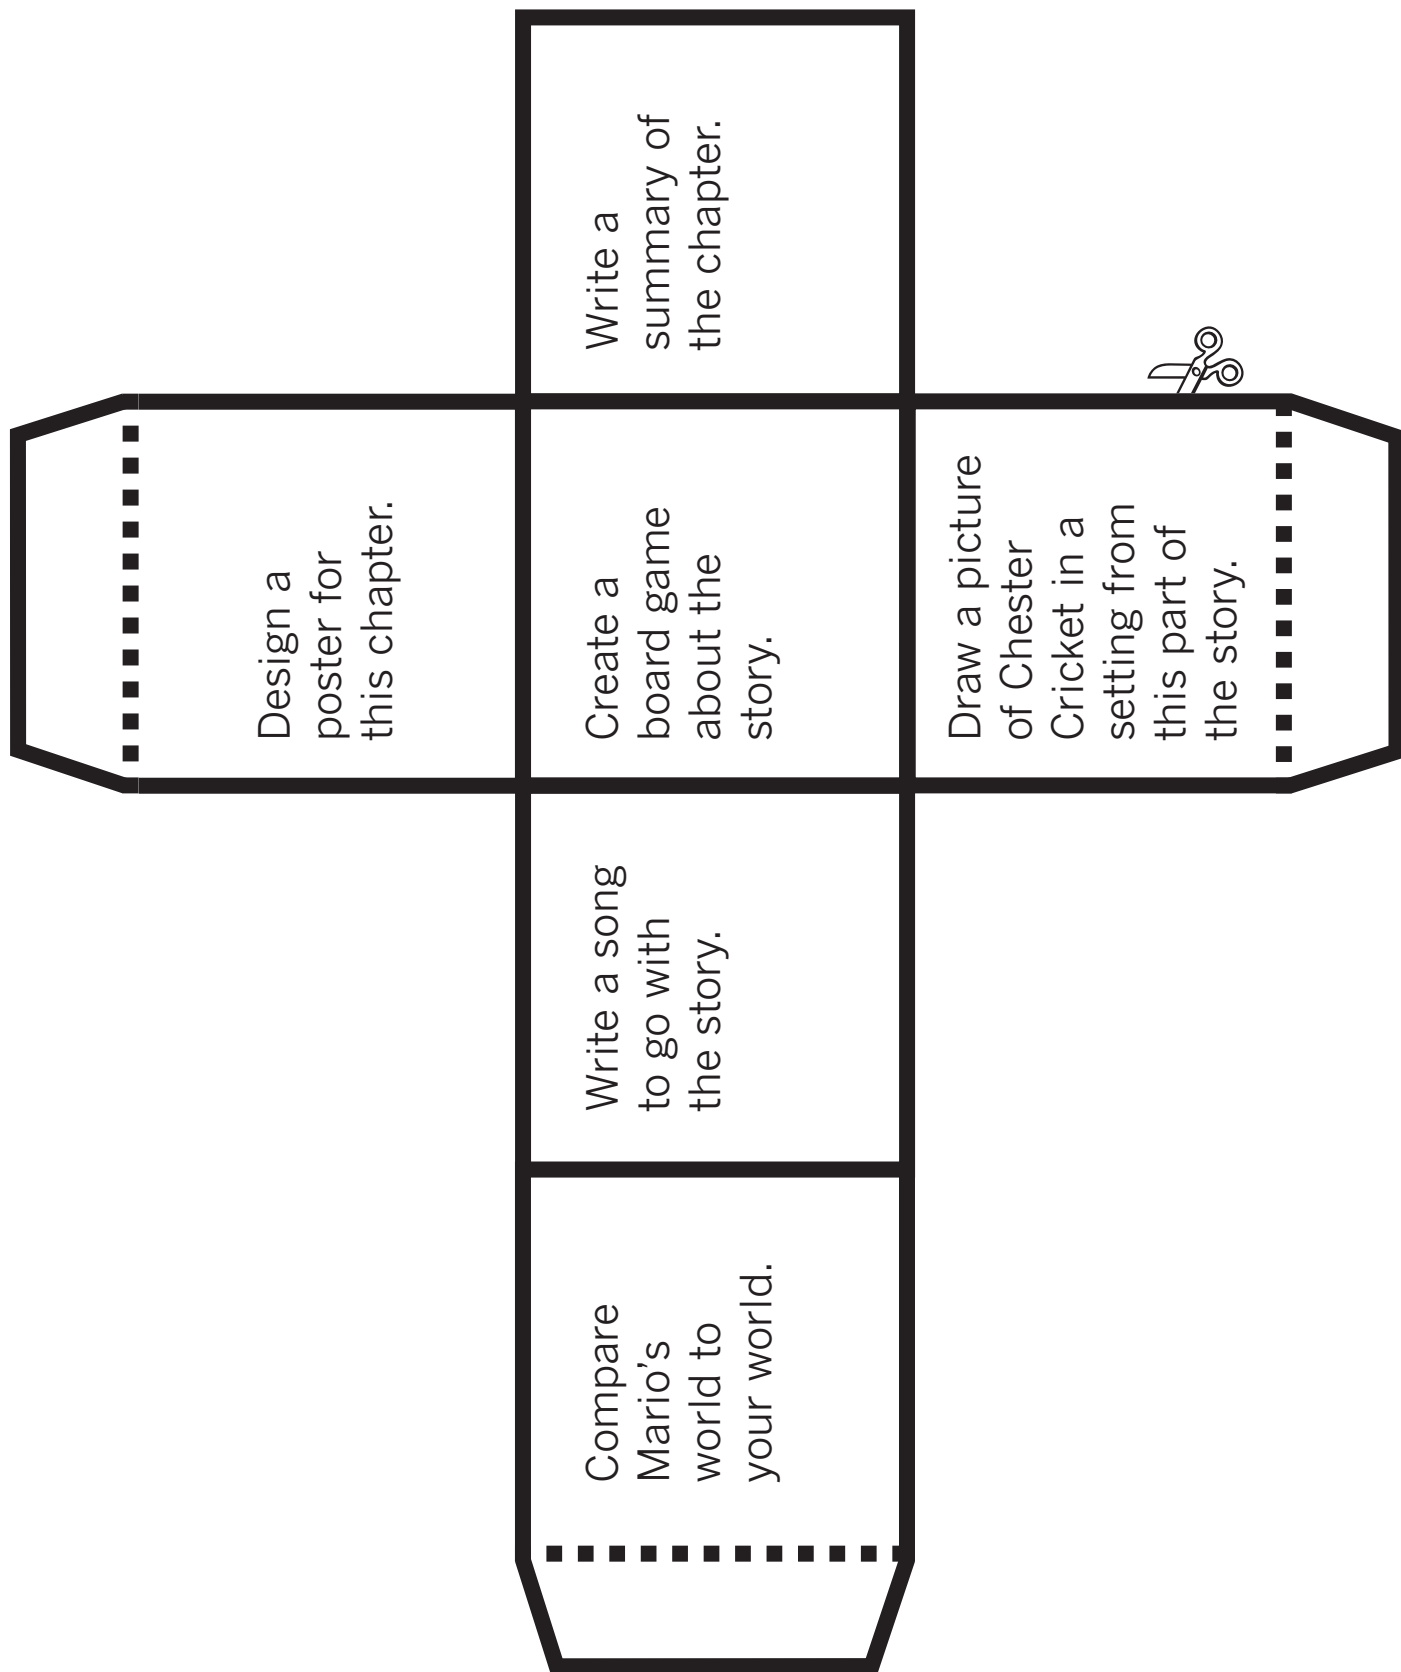 Write a
summary of
the chapter.
Design a
poster for
this chapter.
Create a
board game
about the
story.
Draw a picture
of Chester
Cricket in a
setting from
this part of
the story.
Write a song
to go with
the story.
Compare
Mario’s
world to
your world.